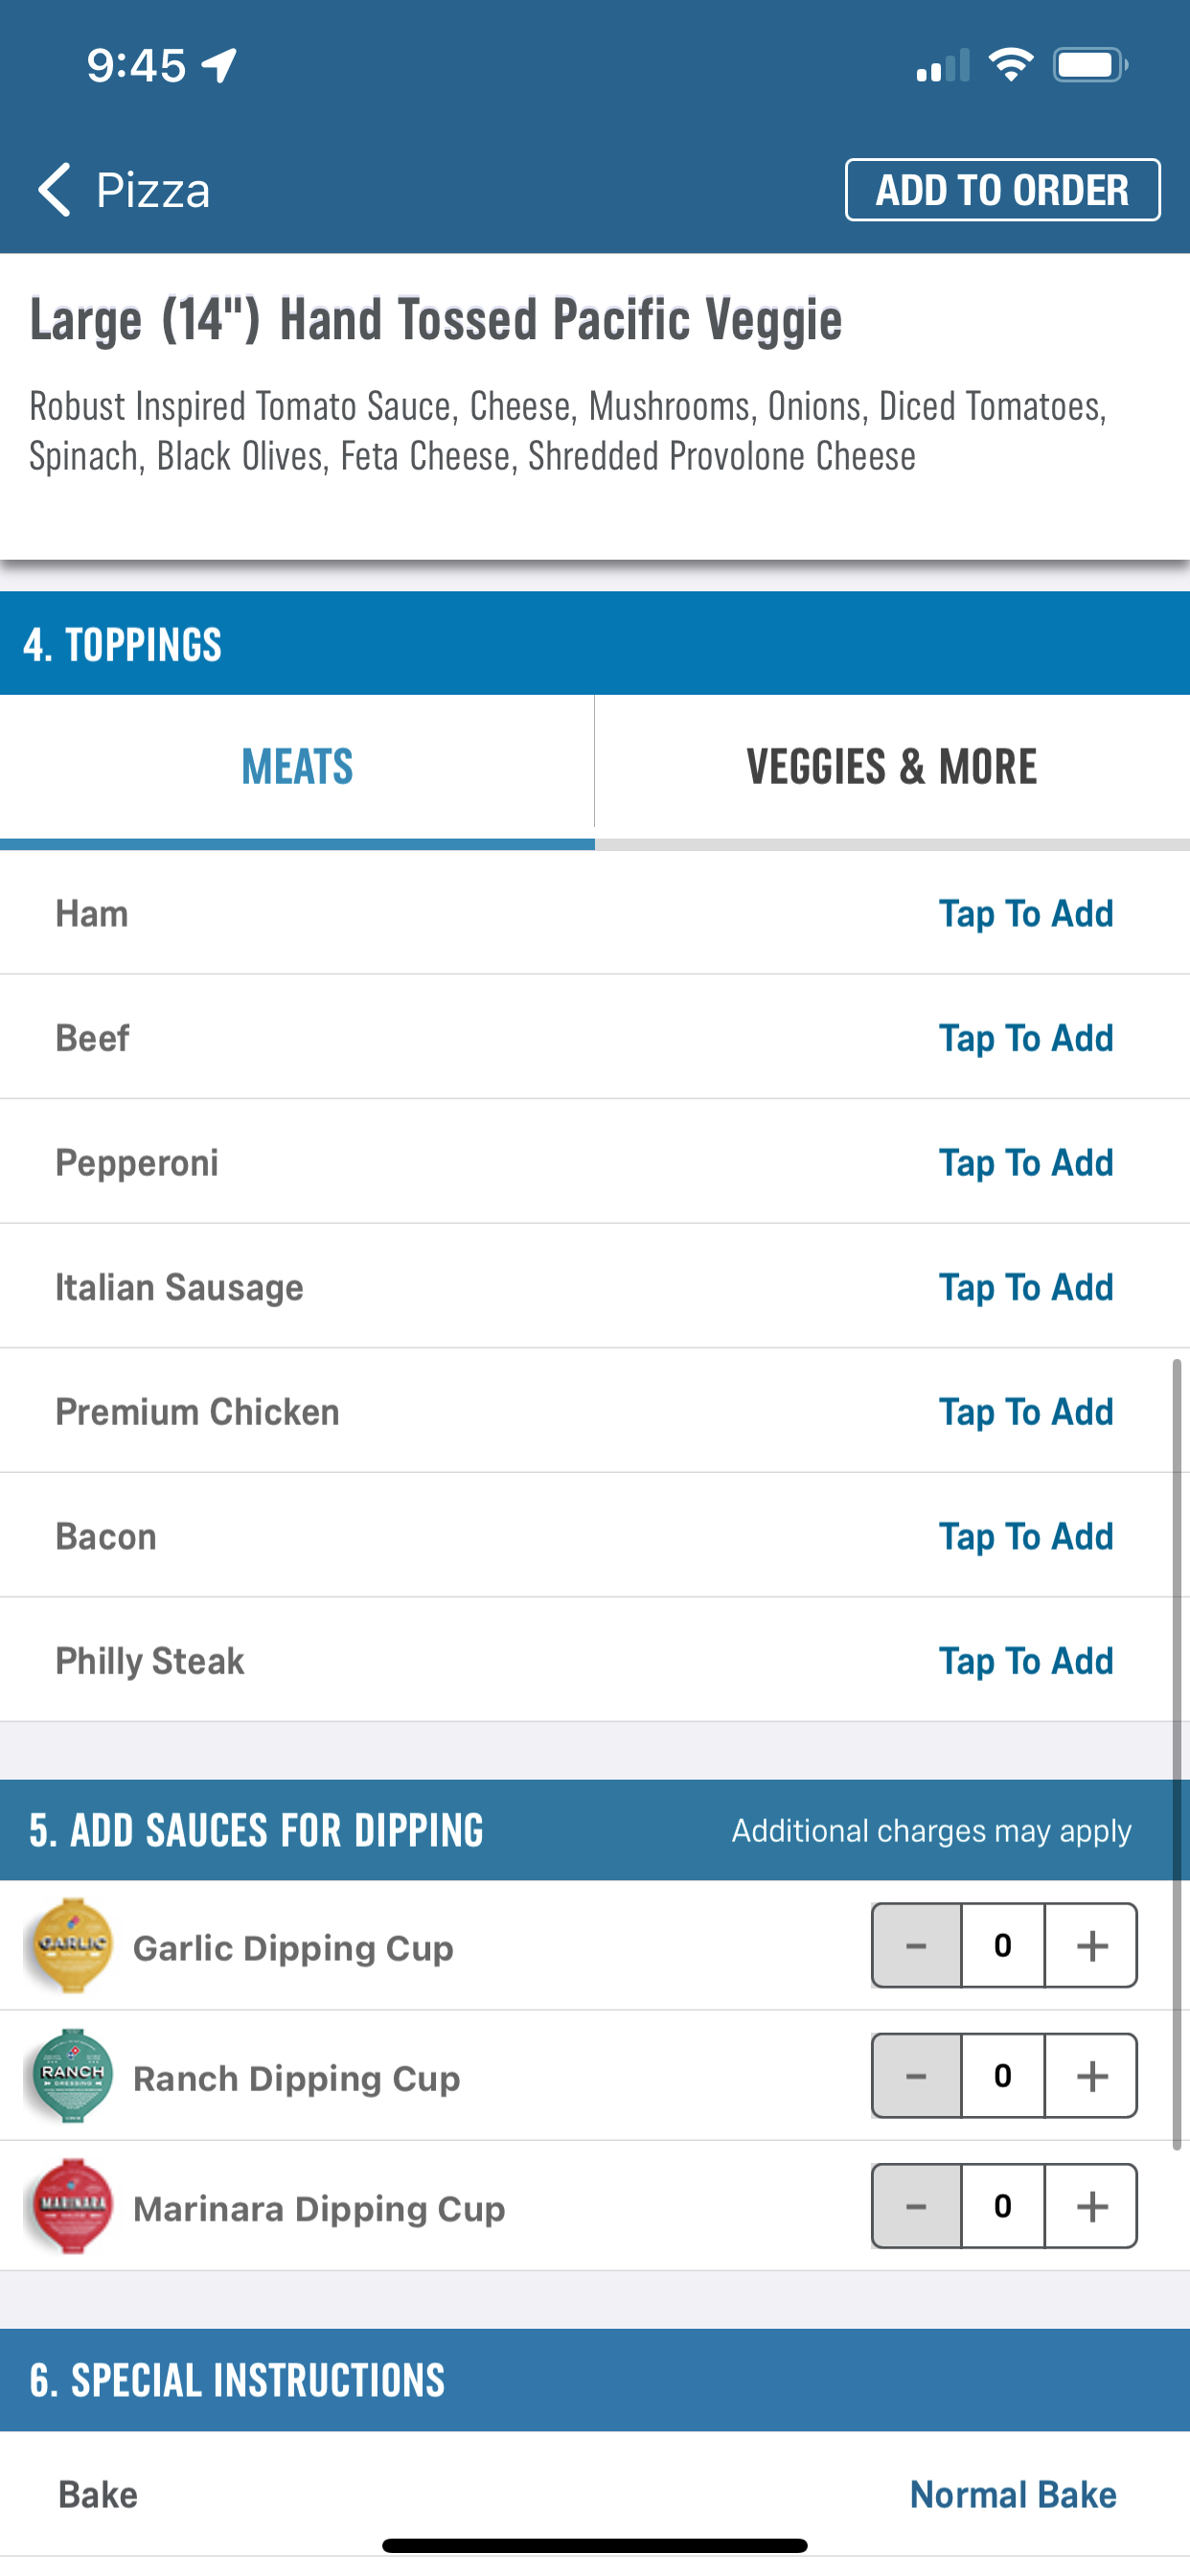 9:45
Pizza
ADD TO ORDER
Large (14") Hand Tossed Pacific Veggie
Robust Inspired Tomato Sauce, Cheese, Mushrooms, Onions, Diced Tomatoes,
Spinach, Black Olives, Feta Cheese, Shredded Provolone Cheese
4. TOPPINGS
MEATS
VEGGIES & MORE
Ham Tap To Add
Beef Tap To Add
Pepperoni Tap To Add
Italian Sausage Tap To Add
Premium Chicken Tap To Add
Bacon Tap To Add
Philly Steak Tap To Add
5. ADD SAUCES FOR DIPPING Additional charges may apply
GARLIC
Garlic Dipping Cup − 0 +
RANCH
Ranch Dipping Cup − 0 +
MARINARA
Marinara Dipping Cup − 0 +
6. SPECIAL INSTRUCTIONS
Bake Normal Bake